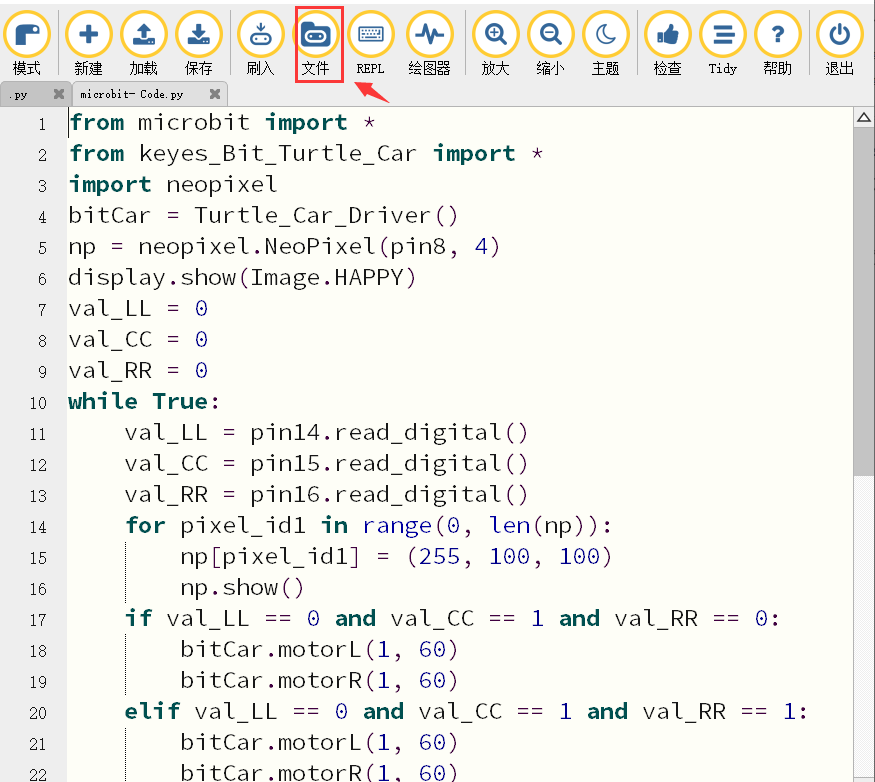 模式 新建 加载 保存 刷入 文件 REPL 绘图器 放大 缩小 主题 检查 Tidy 帮助 退出
.py microbit- Code.py
1 from microbit import *
2 from keyes_Bit_Turtle_Car import *
3 import neopixel
4 bitCar = Turtle_Car_Driver()
5 np = neopixel.NeoPixel(pin8, 4)
6 display.show(Image.HAPPY)
7 val_LL = 0
8 val_CC = 0
9 val_RR = 0
10 while True:
11 val_LL = pin14.read_digital()
12 val_CC = pin15.read_digital()
13 val_RR = pin16.read_digital()
14 for pixel_id1 in range(0, len(np)):
15 np[pixel_id1] = (255, 100, 100)
16 np.show()
17 if val_LL == 0 and val_CC == 1 and val_RR == 0:
18 bitCar.motorL(1, 60)
19 bitCar.motorR(1, 60)
20 elif val_LL == 0 and val_CC == 1 and val_RR == 1:
21 bitCar.motorL(1, 60)
22 bitCar.motorR(1, 60)